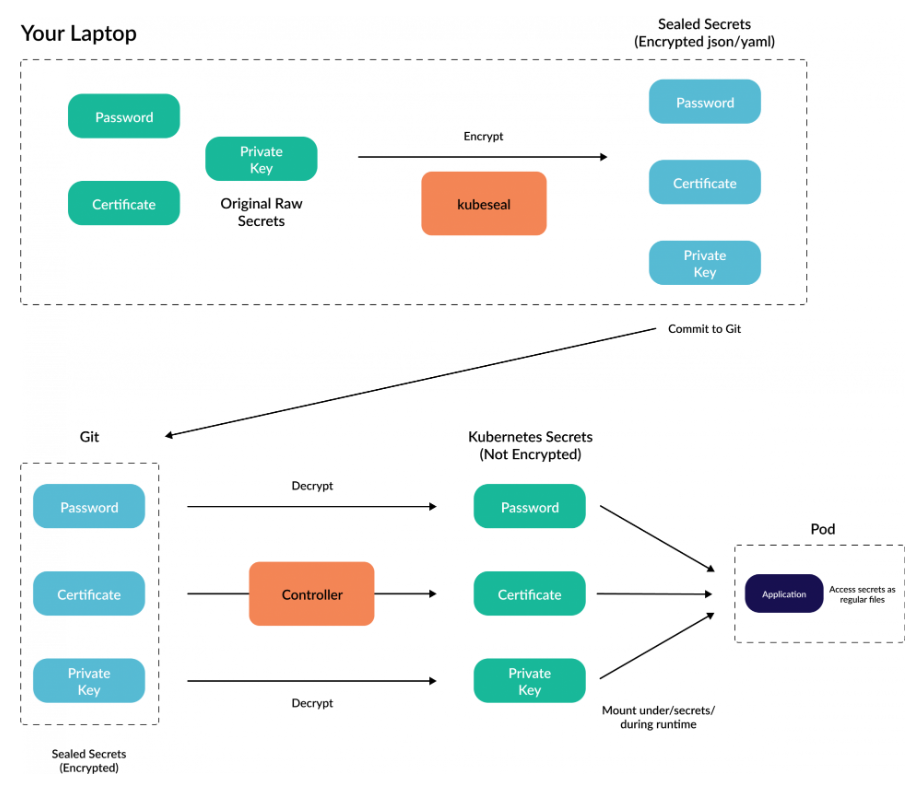 Your Laptop
Sealed Secrets
(Encrypted json/yaml)
Password
Private
Key
Certificate
Original Raw
Secrets
Encrypt
kubeseal
Password
Certificate
Private
Key
Commit to Git
Git
Kubernetes Secrets
(Not Encrypted)
Password
Decrypt
Password
Certificate
Controller
Certificate
Private
Key
Decrypt
Private
Key
Pod
Application
Access secrets as
regular files
Mount under/secrets/
during runtime
Sealed Secrets
(Encrypted)